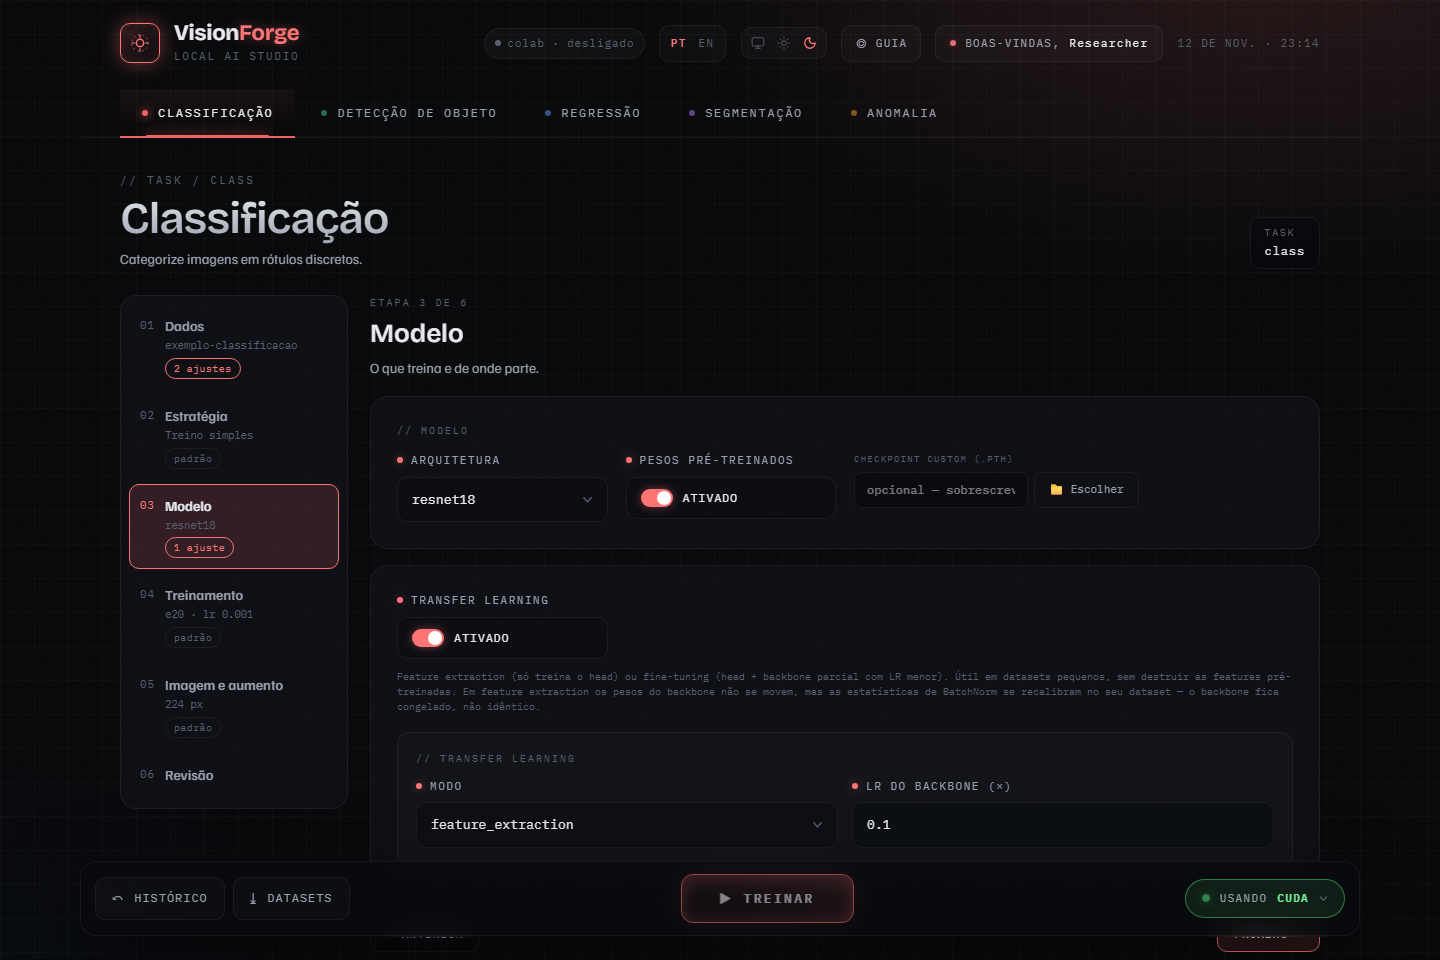 VisionForge
LOCAL AI STUDIO
colab · desligado
PT EN
GUIA
BOAS-VINDAS, Researcher
12 DE NOV. · 23:14
CLASSIFICAÇÃO
DETECÇÃO DE OBJETO
REGRESSÃO
SEGMENTAÇÃO
ANOMALIA
// TASK / CLASS
Classificação
Categorize imagens em rótulos discretos.
TASK
class
01 Dados
exemplo-classificacao
2 ajustes
02 Estratégia
Treino simples
padrão
03 Modelo
resnet18
1 ajuste
04 Treinamento
e20 · lr 0.001
padrão
05 Imagem e aumento
224 px
padrão
06 Revisão
ETAPA 3 DE 6
Modelo
O que treina e de onde parte.
// MODELO
ARQUITETURA
resnet18
PESOS PRÉ-TREINADOS
ATIVADO
CHECKPOINT CUSTOM (.PTH)
opcional — sobrescrev
Escolher
TRANSFER LEARNING
ATIVADO
Feature extraction (só treina o head) ou fine-tuning (head + backbone parcial com LR menor). Útil em datasets pequenos, sem destruir as features pré-
treinadas. Em feature extraction os pesos do backbone não se movem, mas as estatísticas de BatchNorm se recalibram no seu dataset — o backbone fica
congelado, não idêntico.
// TRANSFER LEARNING
MODO
feature_extraction
LR DO BACKBONE (×)
0.1
HISTÓRICO
DATASETS
TREINAR
USANDO CUDA